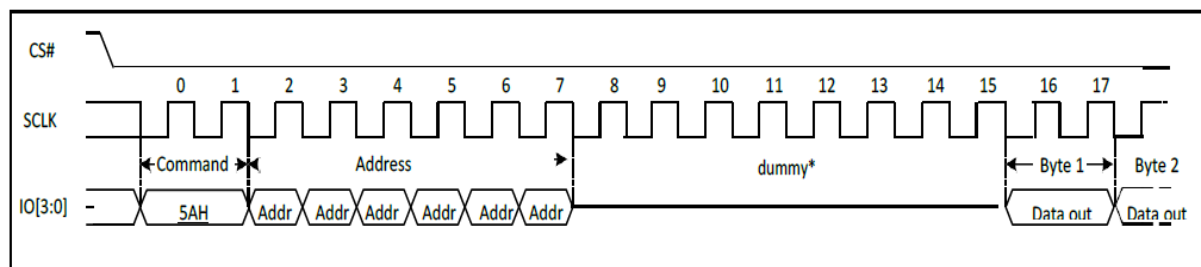 CS#
0 1 2 3 4 5 6 7 8 9 10 11 12 13 14 15 16 17
SCLK
Command Address dummy* Byte 1 Byte 2
IO[3:0] 5AH Addr Addr Addr Addr Addr Addr Data out Data out